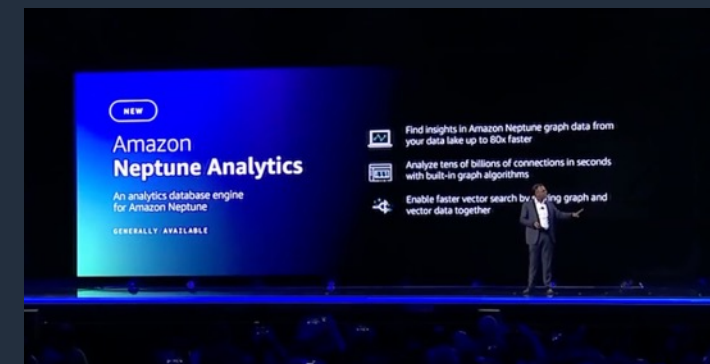 NEW
Amazon
Neptune Analytics
An analytics database engine
for Amazon Neptune
GENERALLY AVAILABLE
Find insights in Amazon Neptune graph data from
your data lake up to 80x faster
Analyze tens of billions of connections in seconds
with built-in graph algorithms
Enable faster vector search by graph and
vector data together